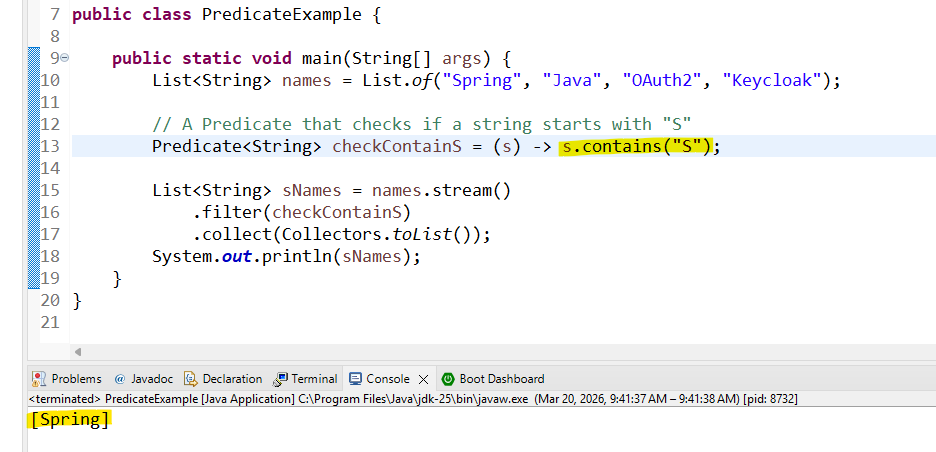 7 public class PredicateExample {
8
9 public static void main(String[] args) {
10 List<String> names = List.of("Spring", "Java", "OAuth2", "Keycloak");
11
12 // A Predicate that checks if a string starts with "S"
13 Predicate<String> checkContainS = (s) -> s.contains("S");
14
15 List<String> sNames = names.stream()
16 .filter(checkContainS)
17 .collect(Collectors.toList());
18 System.out.println(sNames);
19 }
20 }
21
Problems @ Javadoc Declaration Terminal Console Boot Dashboard
<terminated> PredicateExample [Java Application] C:\Program Files\Java\jdk-25\bin\javaw.exe (Mar 20, 2026, 9:41:37 AM – 9:41:38 AM) [pid: 8732]
[Spring]